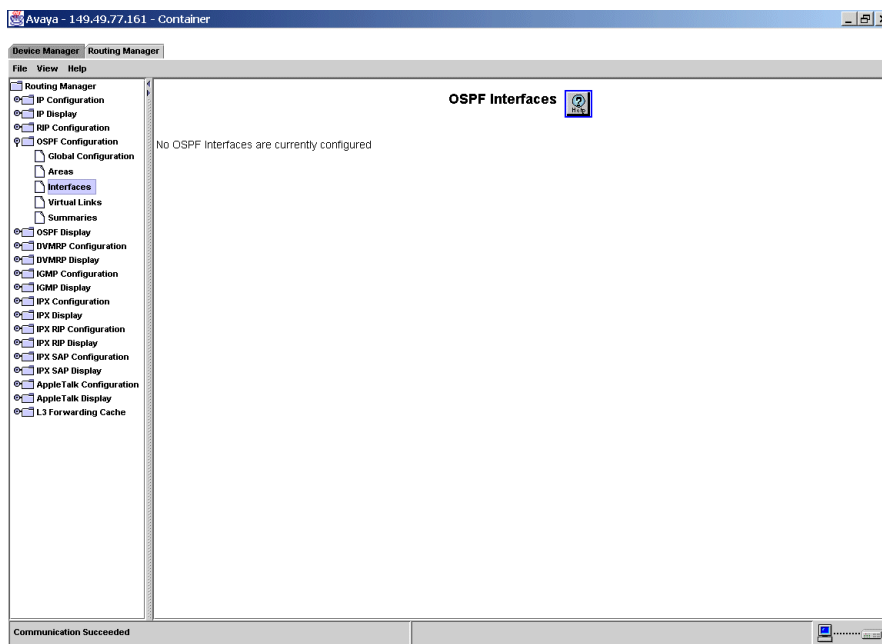 Avaya - 149.49.77.161 - Container
Device Manager Routing Manager
File View Help
Routing Manager
IP Configuration
IP Display
RIP Configuration
OSPF Configuration
Global Configuration
Areas
Interfaces
Virtual Links
Summaries
OSPF Display
DVMRP Configuration
DVMRP Display
IGMP Configuration
IGMP Display
IPX Configuration
IPX Display
IPX RIP Configuration
IPX RIP Display
IPX SAP Configuration
IPX SAP Display
AppleTalk Configuration
AppleTalk Display
L3 Forwarding Cache
OSPF Interfaces
Help
No OSPF Interfaces are currently configured
Communication Succeeded